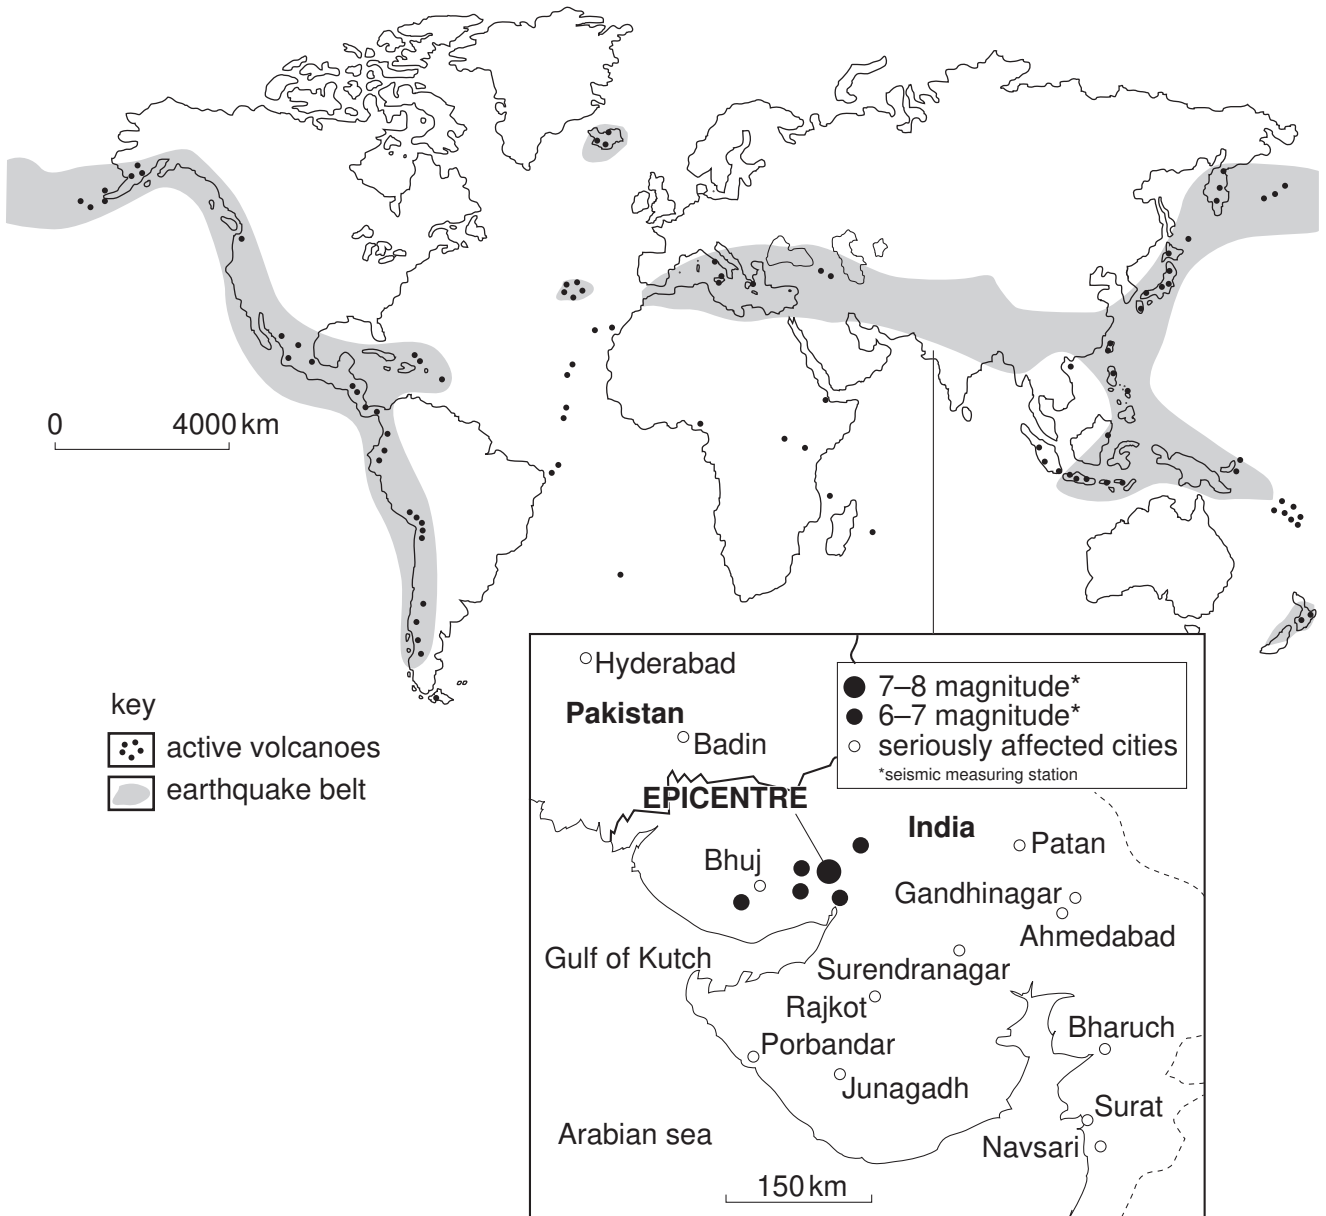 0 4000 km
key
active volcanoes
earthquake belt
Hyderabad
Pakistan
Badin
7–8 magnitude*
6–7 magnitude*
seriously affected cities
*seismic measuring station
EPICENTRE
India
Patan
Bhuj
Gandhinagar
Ahmedabad
Gulf of Kutch
Surendranagar
Rajkot
Bharuch
Porbandar
Junagadh
Surat
Arabian sea
Navsari
150 km